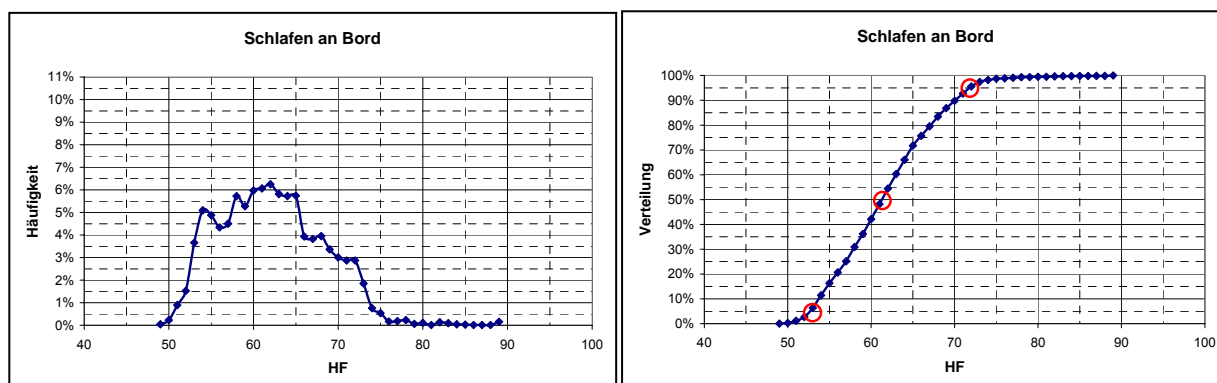 Schlafen an Bord
Häufigkeit
11%
10%
9%
8%
7%
6%
5%
4%
3%
2%
1%
0%
40 50 60 70 80 90 100
HF
Schlafen an Bord
Verteilung
100%
90%
80%
70%
60%
50%
40%
30%
20%
10%
0%
40 50 60 70 80 90 100
HF